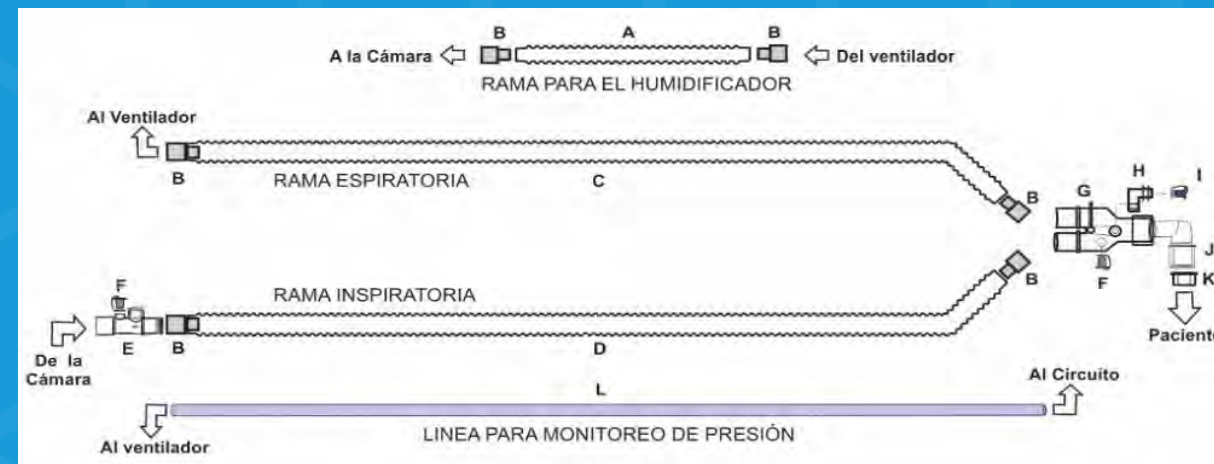 B A B
A la Cámara Del ventilador
RAMA PARA EL HUMIDIFICADOR
Al Ventilador
B
RAMA ESPIRATORIA C
B
G H I
J
K
F
Paciente
B
F
RAMA INSPIRATORIA
E B D
De la
Cámara
L
Al Circuito
Al ventilador
LINEA PARA MONITOREO DE PRESIÓN